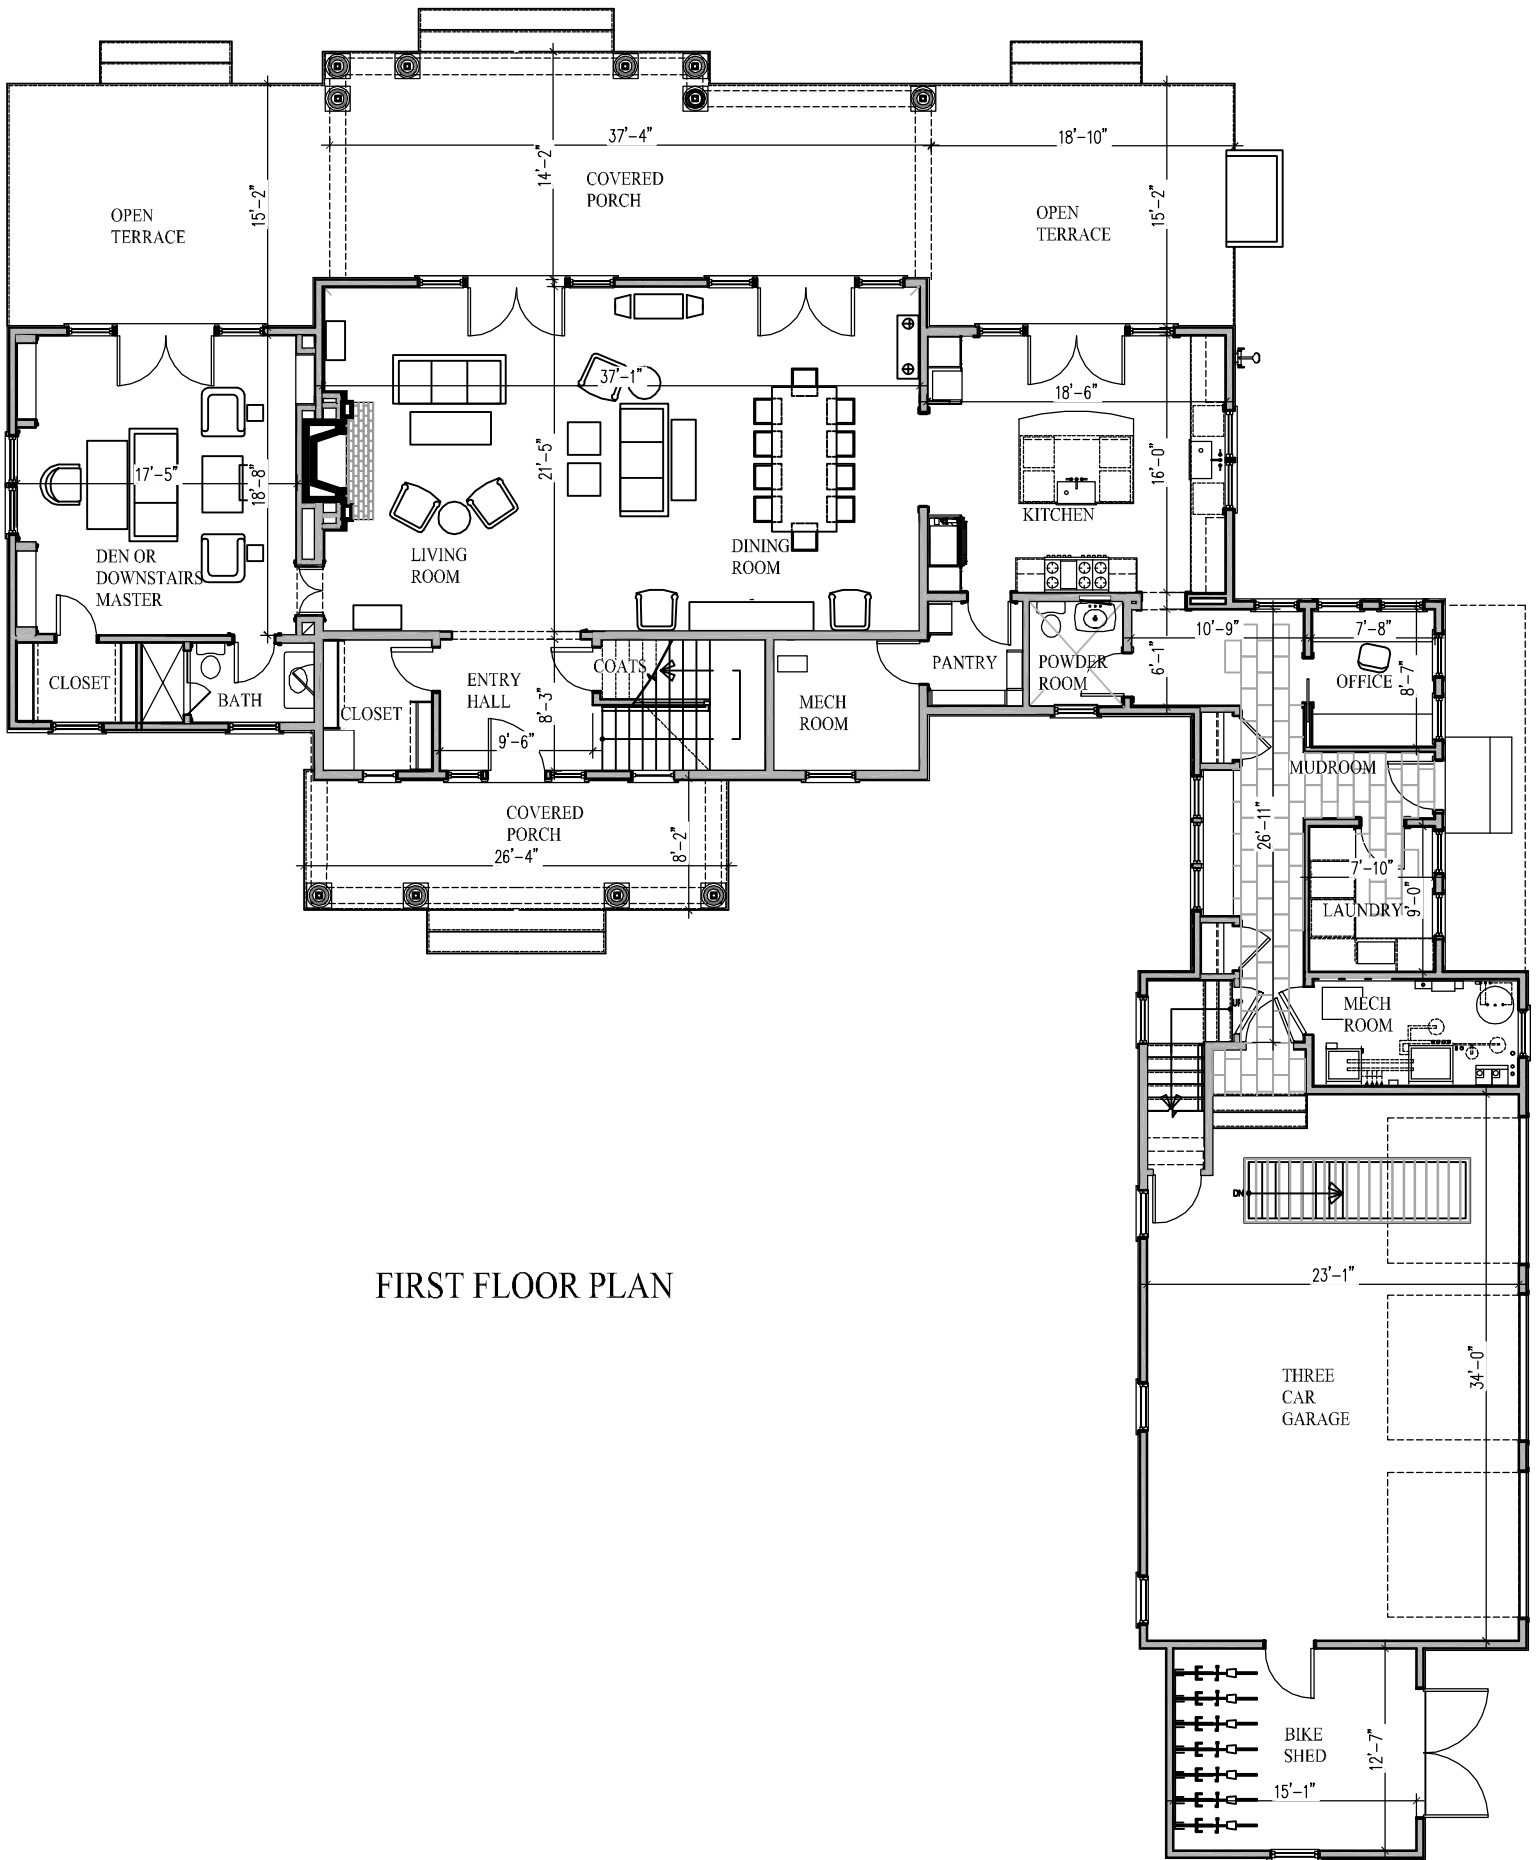 37'-4"
18'-10"
14'-2"
COVERED
PORCH
15'-2"
15'-2"
OPEN
TERRACE
OPEN
TERRACE
37'-1"
18'-6"
17'-5"
18'-8"
21'-5"
16'-0"
KITCHEN
DEN OR
DOWNSTAIRS
MASTER
LIVING
ROOM
DINING
ROOM
10'-9"
7'-8"
6'-1"
8'-7"
COATS
PANTRY
POWDER
ROOM
OFFICE
CLOSET
BATH
ENTRY
HALL
8'-3"
MECH
ROOM
CLOSET
9'-6"
MUDROOM
COVERED
PORCH
26'-4"
8'-2"
26'-11"
7'-10"
LAUNDRY
9'-0"
UP
MECH
ROOM
DN
FIRST FLOOR PLAN
23'-1"
34'-0"
THREE
CAR
GARAGE
BIKE
SHED
12'-7"
15'-1"